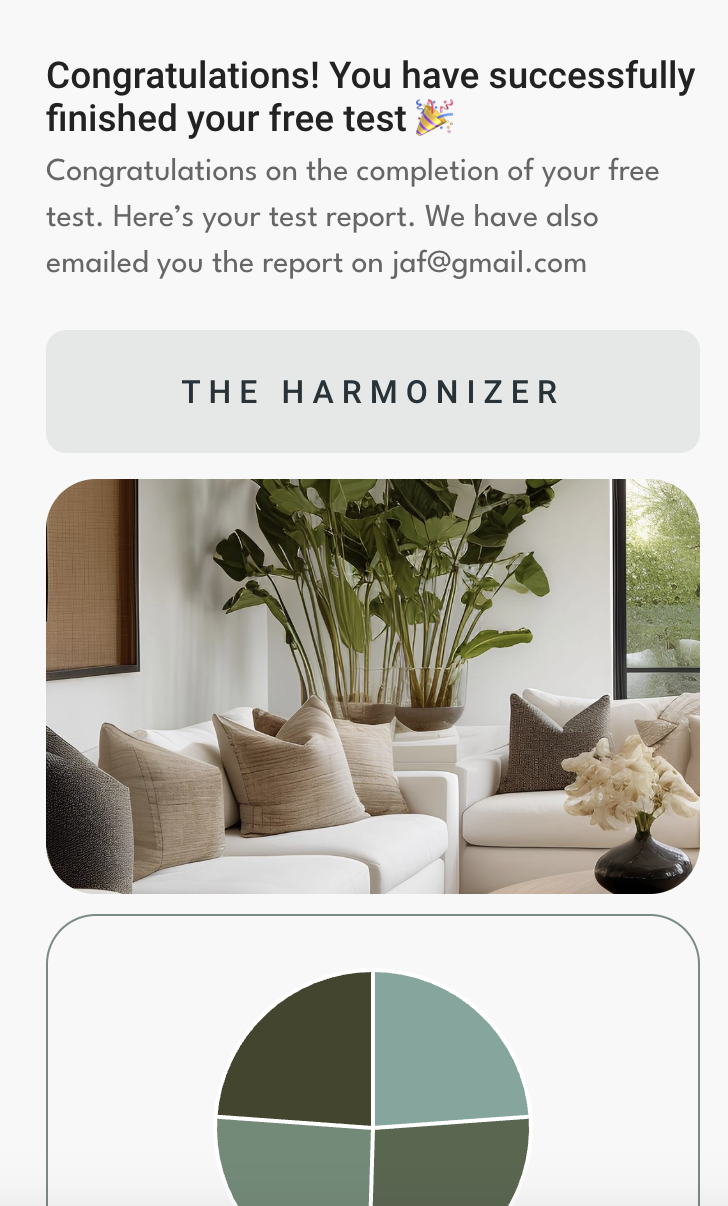 Congratulations! You have successfully
finished your free test 🎉
Congratulations on the completion of your free
test. Here’s your test report. We have also
emailed you the report on jaf@gmail.com
THE HARMONIZER